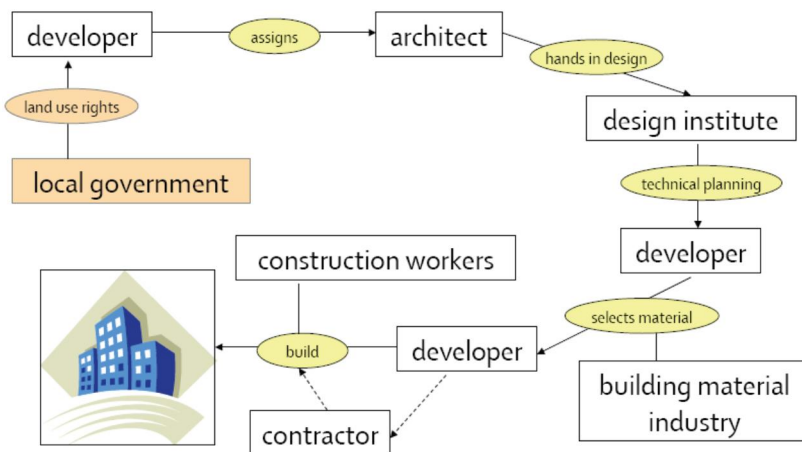 developer
assigns
architect
hands in design
land use rights
design institute
local government
technical planning
developer
construction workers
selects material
build
developer
building material
industry
contractor